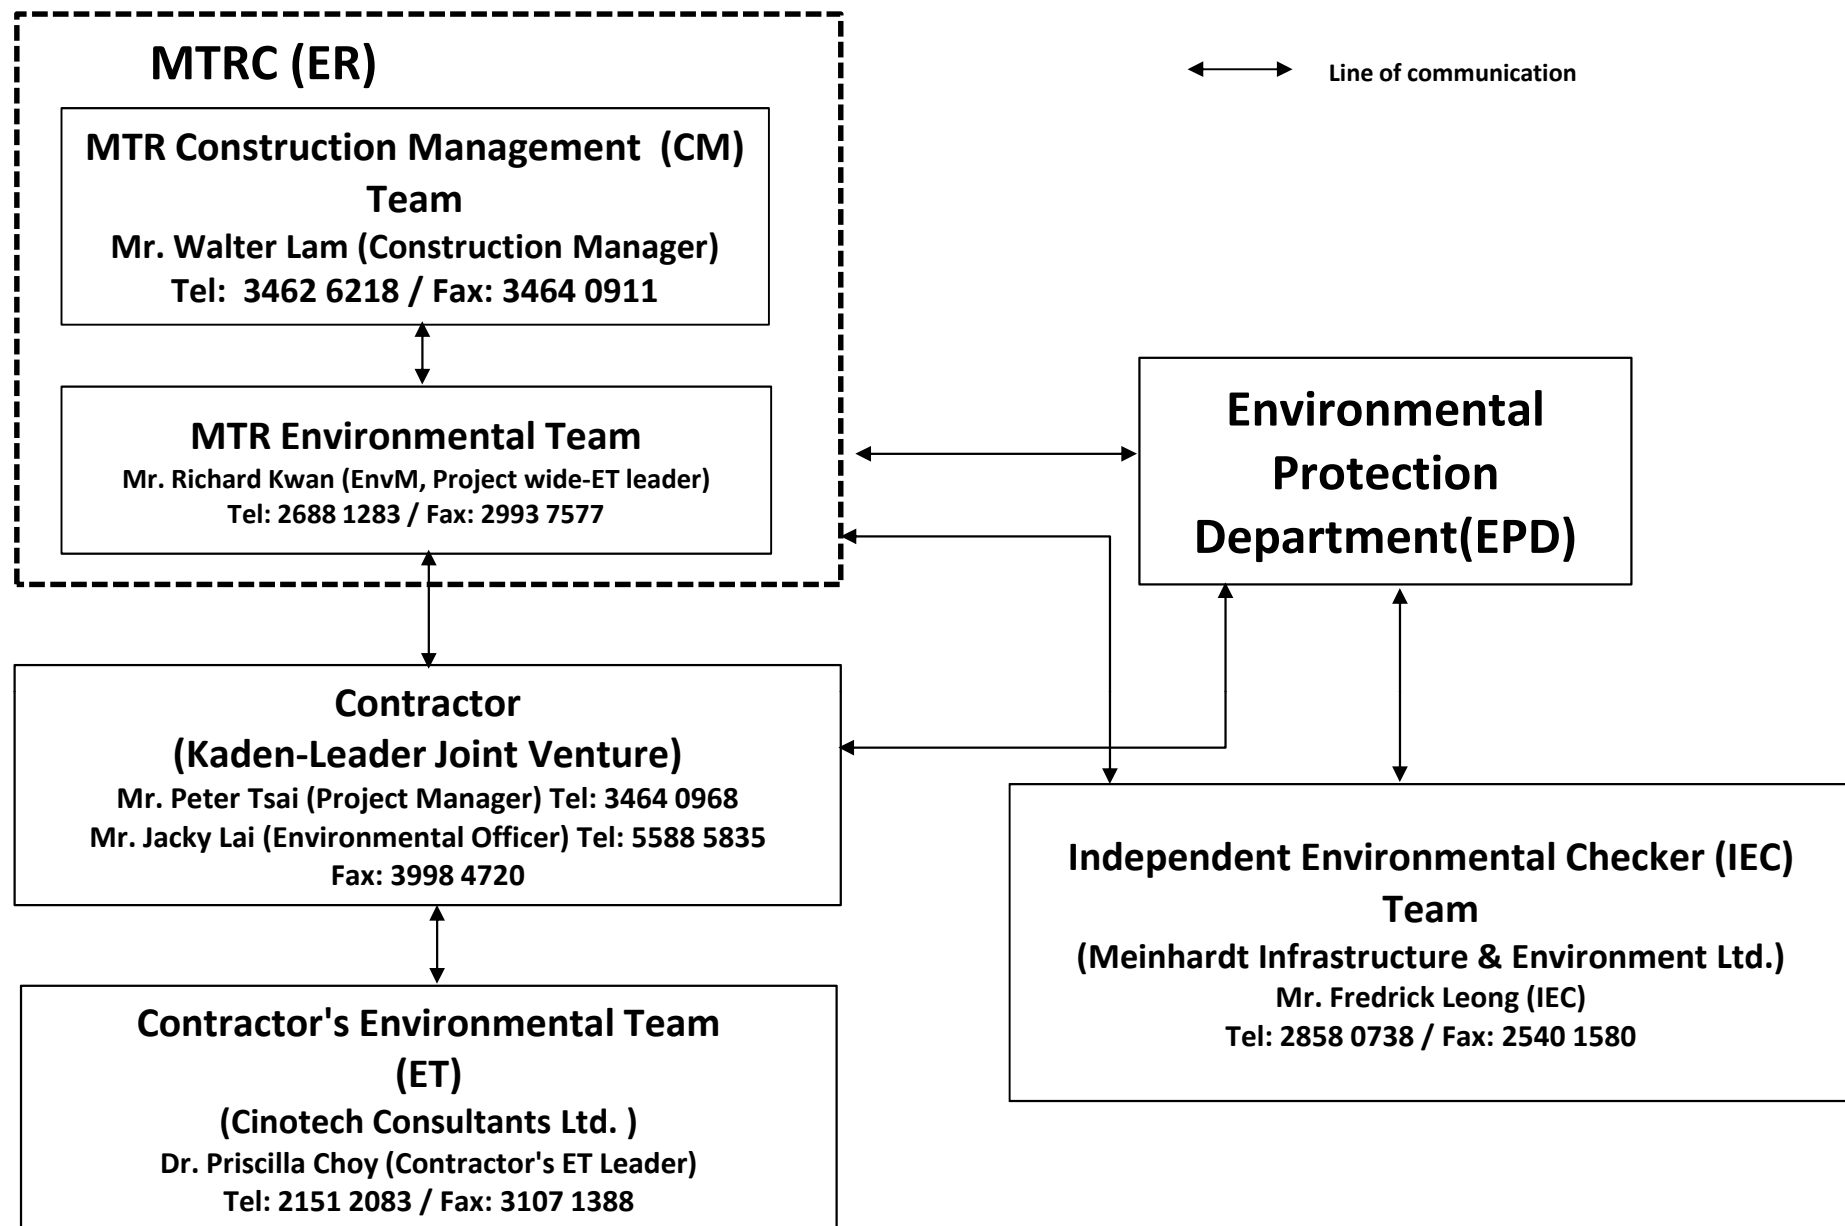 MTRC (ER)
Line of communication
MTR Construction Management (CM)
Team
Mr. Walter Lam (Construction Manager)
Tel: 3462 6218 / Fax: 3464 0911
MTR Environmental Team
Mr. Richard Kwan (EnvM, Project wide-ET leader)
Tel: 2688 1283 / Fax: 2993 7577
Environmental
Protection
Department(EPD)
Contractor
(Kaden-Leader Joint Venture)
Mr. Peter Tsai (Project Manager) Tel: 3464 0968
Mr. Jacky Lai (Environmental Officer) Tel: 5588 5835
Fax: 3998 4720
Independent Environmental Checker (IEC)
Team
(Meinhardt Infrastructure & Environment Ltd.)
Mr. Fredrick Leong (IEC)
Tel: 2858 0738 / Fax: 2540 1580
Contractor's Environmental Team
(ET)
(Cinotech Consultants Ltd. )
Dr. Priscilla Choy (Contractor's ET Leader)
Tel: 2151 2083 / Fax: 3107 1388